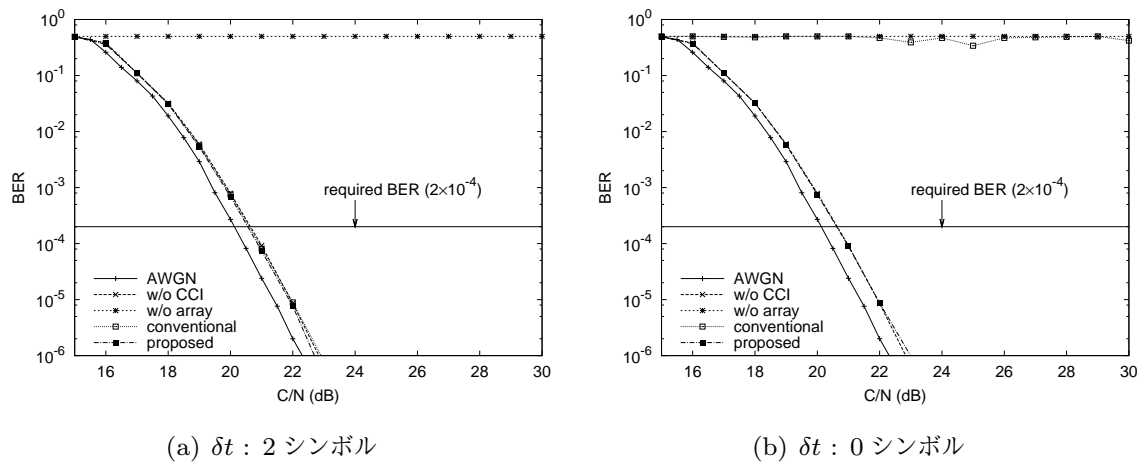 10^0
10^-1
10^-2
10^-3
10^-4
10^-5
10^-6
BER
required BER (2×10^-4)
AWGN
w/o CCI
w/o array
conventional
proposed
16 18 20 22 24 26 28 30
C/N (dB)
(a) δt : 2 シンボル
10^0
10^-1
10^-2
10^-3
10^-4
10^-5
10^-6
BER
required BER (2×10^-4)
AWGN
w/o CCI
w/o array
conventional
proposed
16 18 20 22 24 26 28 30
C/N (dB)
(b) δt : 0 シンボル